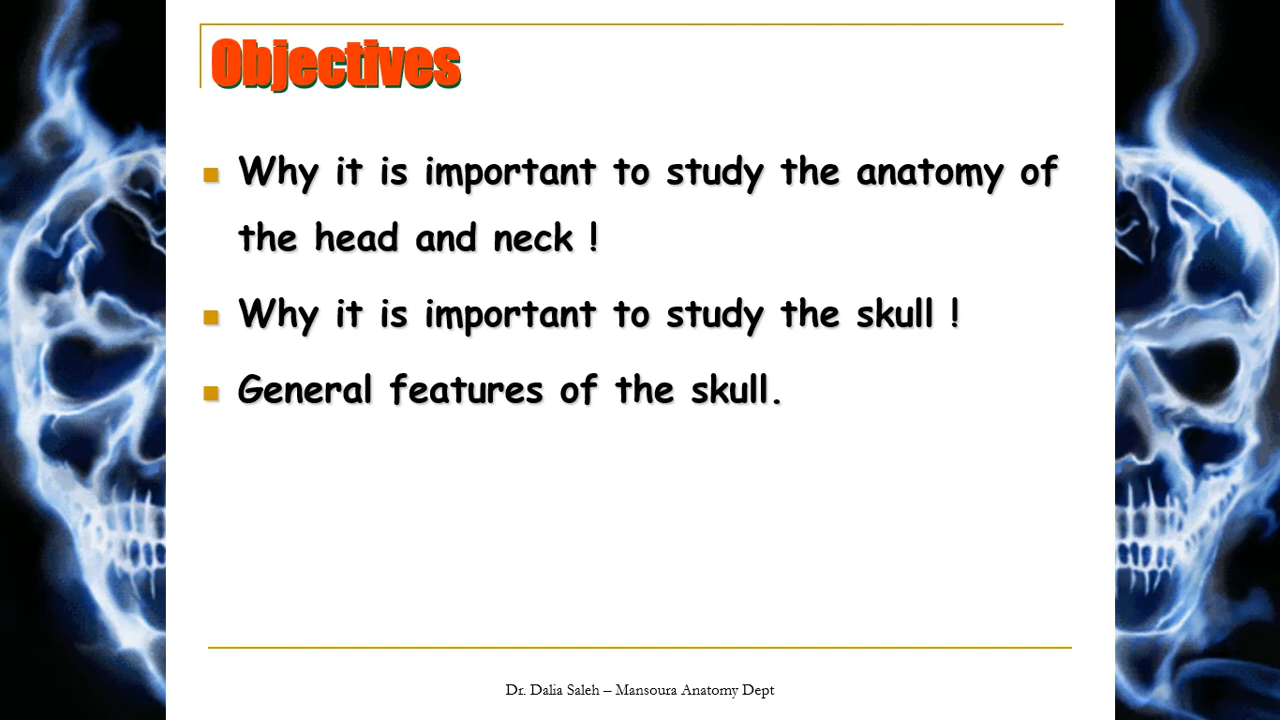 Objectives
Why it is important to study the anatomy of
the head and neck !
Why it is important to study the skull !
General features of the skull.
Dr. Dalia Saleh – Mansoura Anatomy Dept